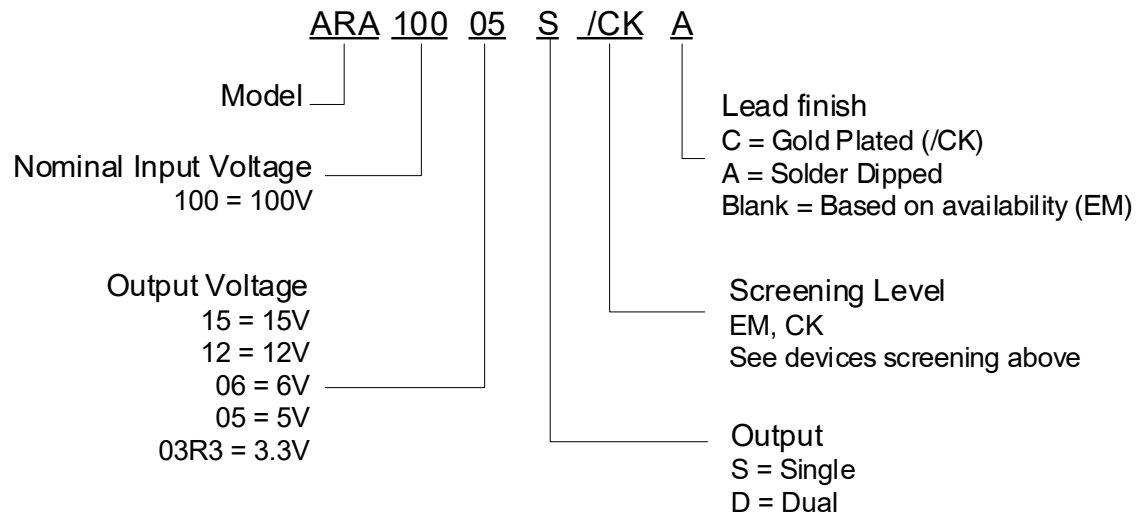 ARA 100 05 S /CK A
Model
Nominal Input Voltage
100 = 100V
Output Voltage
15 = 15V
12 = 12V
06 = 6V
05 = 5V
03R3 = 3.3V
Lead finish
C = Gold Plated (/CK)
A = Solder Dipped
Blank = Based on availability (EM)
Screening Level
EM, CK
See devices screening above
Output
S = Single
D = Dual